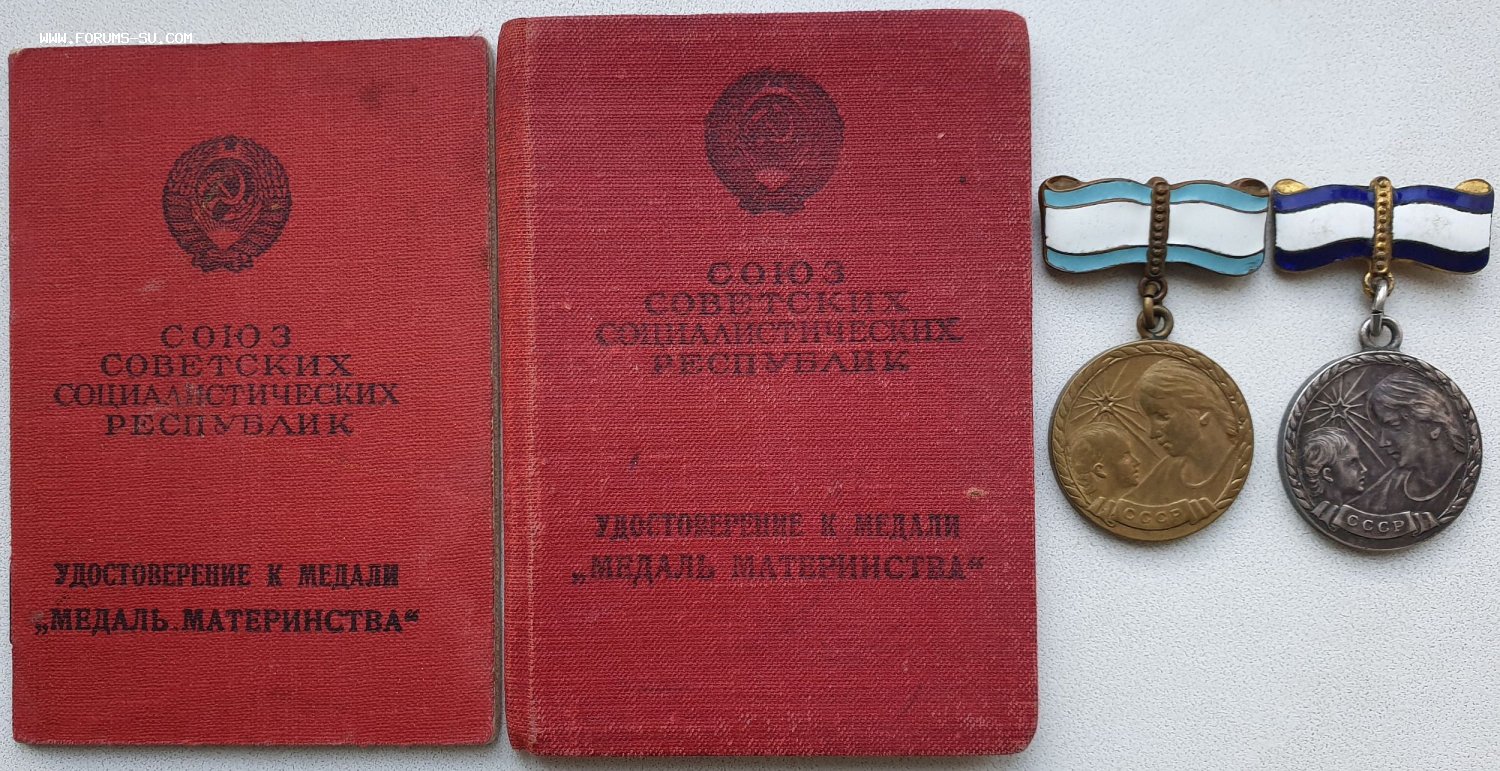 WWW.FORUMS-SU.COM
СОЮЗ
СОВЕТСКИХ
СОЦИАЛИСТИЧЕСКИХ
РЕСПУБЛИК
УДОСТОВЕРЕНИЕ К МЕДАЛИ
„МЕДАЛЬ МАТЕРИНСТВА“
СОЮЗ
СОВЕТСКИХ
СОЦИАЛИСТИЧЕСКИХ
РЕСПУБЛИК
УДОСТОВЕРЕНИЕ К МЕДАЛИ
„МЕДАЛЬ МАТЕРИНСТВА“
СССР
СССР